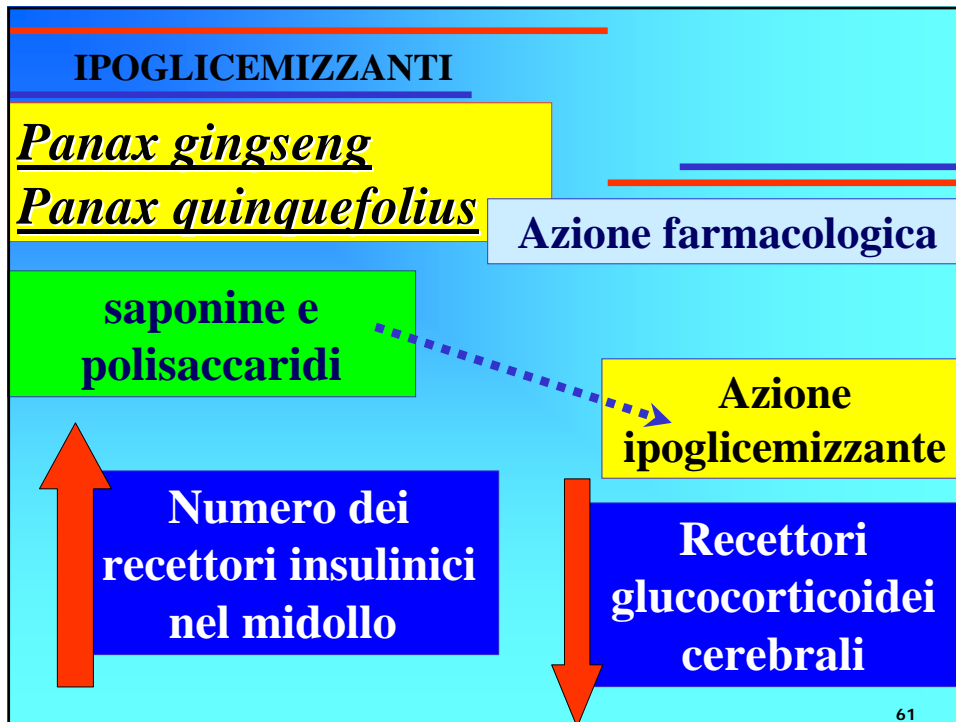 IPOGLICEMIZZANTI
Panax gingseng
Panax quinquefolius
Azione farmacologica
saponine e
polisaccaridi
Azione
ipoglicemizzante
Numero dei
recettori insulinici
nel midollo
Recettori
glucocorticoidei
cerebrali
61